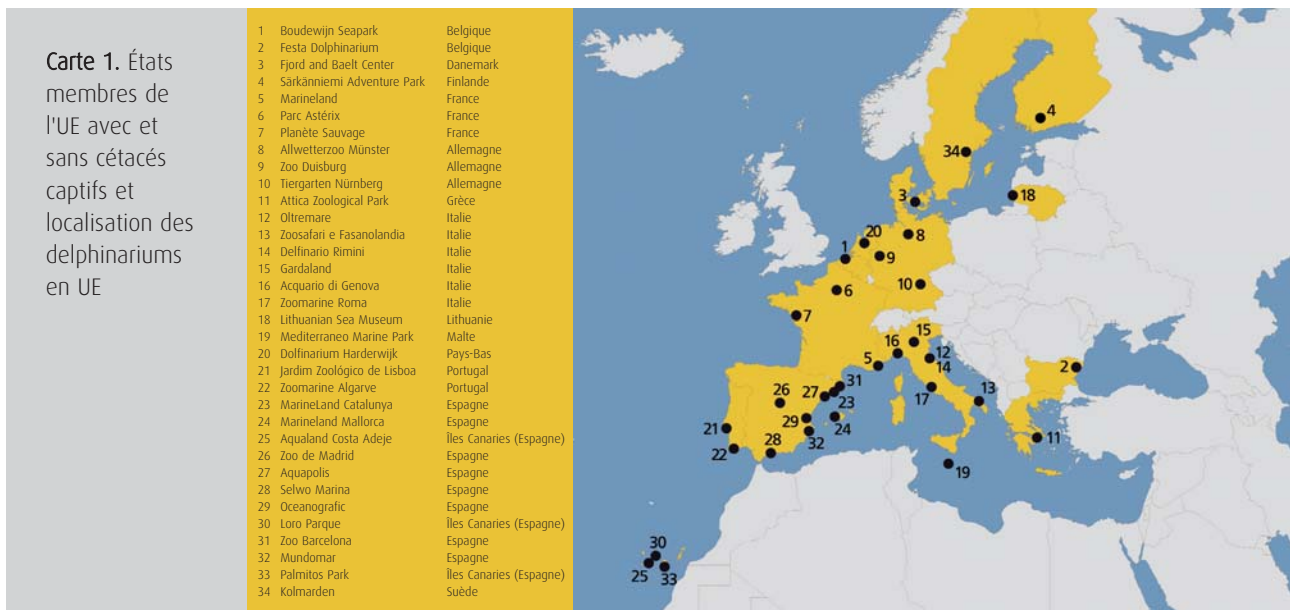 Carte 1. États
membres de
l'UE avec et
sans cétacés
captifs et
localisation des
delphinariums
en UE
1 Boudewijn Seapark Belgique
2 Festa Dolphinarium Belgique
3 Fjord and Baelt Center Danemark
4 Särkänniemi Adventure Park Finlande
5 Marineland France
6 Parc Astérix France
7 Planète Sauvage France
8 Allwetterzoo Münster Allemagne
9 Zoo Duisburg Allemagne
10 Tiergarten Nürnberg Allemagne
11 Attica Zoological Park Grèce
12 Oltremare Italie
13 Zoosafari e Fasanolandia Italie
14 Delfinario Rimini Italie
15 Gardaland Italie
16 Acquario di Genova Italie
17 Zoomarine Roma Italie
18 Lithuanian Sea Museum Lithuanie
19 Mediterraneo Marine Park Malte
20 Dolfinarium Harderwijk Pays-Bas
21 Jardim Zoológico de Lisboa Portugal
22 Zoomarine Algarve Portugal
23 MarineLand Catalunya Espagne
24 Marineland Mallorca Espagne
25 Aqualand Costa Adeje Îles Canaries (Espagne)
26 Zoo de Madrid Espagne
27 Aquapolis Espagne
28 Selwo Marina Espagne
29 Oceanografic Espagne
30 Loro Parque Îles Canaries (Espagne)
31 Zoo Barcelona Espagne
32 Mundomar Espagne
33 Palmitos Park Îles Canaries (Espagne)
34 Kolmarden Suède
4
34
18
3
20
8
1
9
10
6
7
15
16
12
14
5
2
31
27
26
23
17
13
29
24
21
32
11
28
22
19
30
25
33